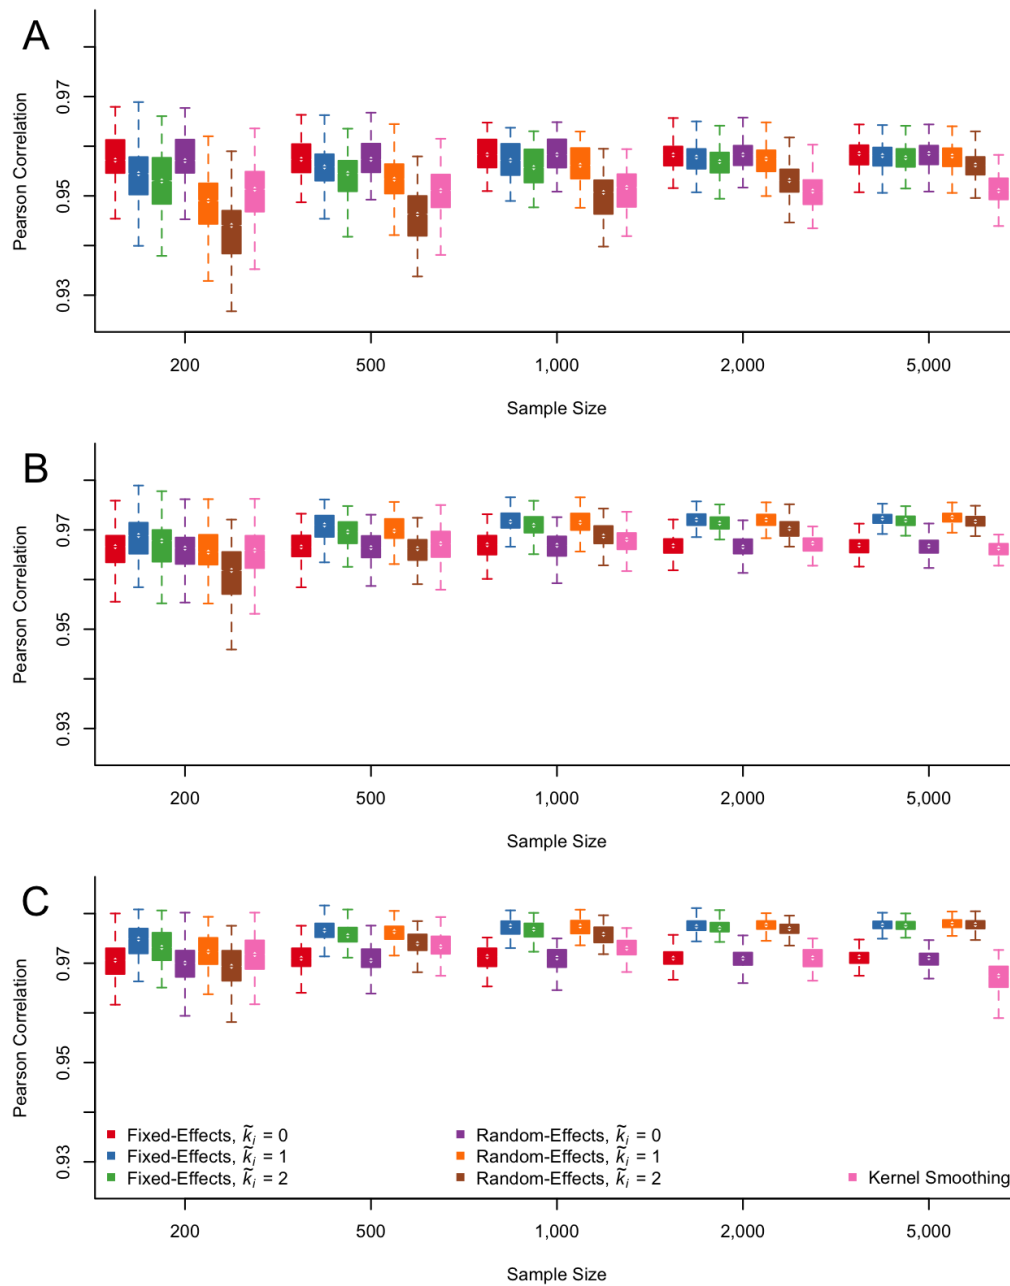 A
Pearson Correlation
0.97
0.95
0.93
200 500 1,000 2,000 5,000
Sample Size
B
Pearson Correlation
0.97
0.95
0.93
200 500 1,000 2,000 5,000
Sample Size
C
Pearson Correlation
0.97
0.95
0.93
Fixed-Effects, k̃ᵢ = 0 Random-Effects, k̃ᵢ = 0
Fixed-Effects, k̃ᵢ = 1 Random-Effects, k̃ᵢ = 1
Fixed-Effects, k̃ᵢ = 2 Random-Effects, k̃ᵢ = 2 Kernel Smoothing
200 500 1,000 2,000 5,000
Sample Size